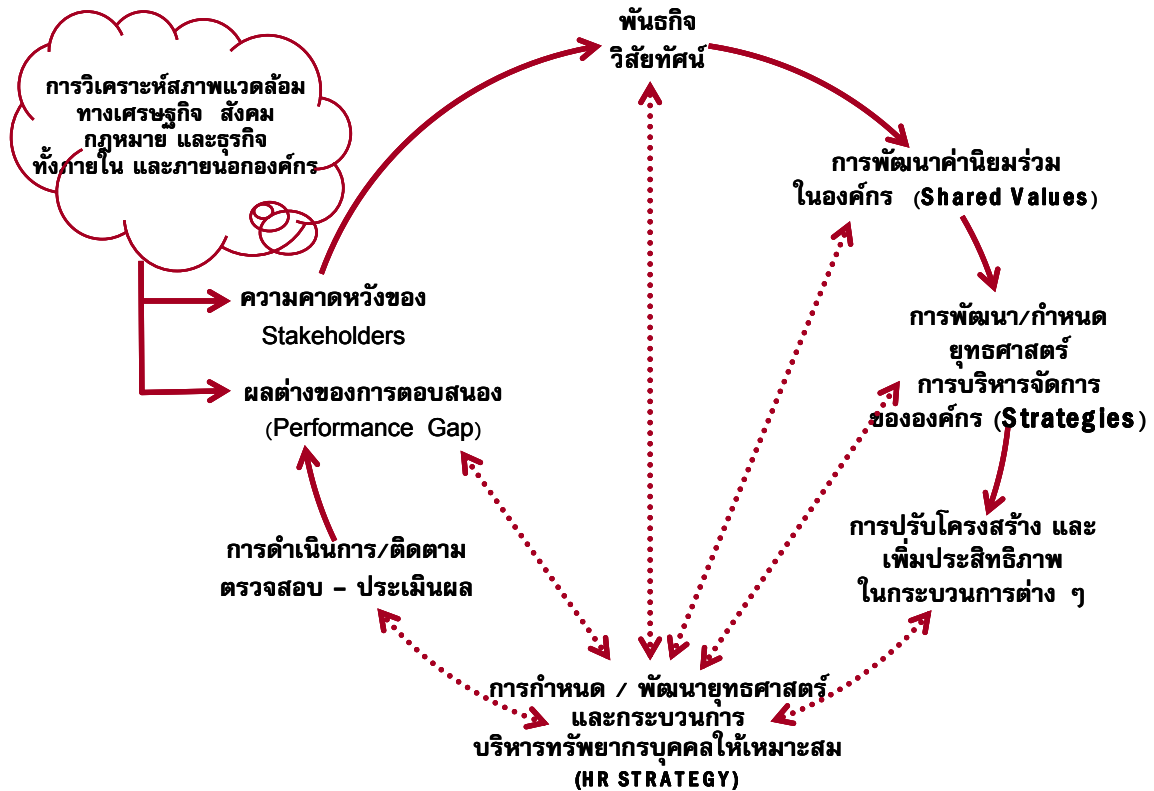 พันธกิจ
วิสัยทัศน์
การวิเคราะห์สภาพแวดล้อม
ทางเศรษฐกิจ สังคม
กฎหมาย และธุรกิจ
ทั้งภายใน และภายนอกองค์กร
การพัฒนาค่านิยมร่วม
ในองค์กร (Shared Values)
ความคาดหวังของ
Stakeholders
การพัฒนา/กำหนด
ยุทธศาสตร์
การบริหารจัดการ
ขององค์กร (Strategies)
ผลต่างของการตอบสนอง
(Performance Gap)
การดำเนินการ/ติดตาม
ตรวจสอบ – ประเมินผล
การปรับโครงสร้าง และ
เพิ่มประสิทธิภาพ
ในกระบวนการต่าง ๆ
การกำหนด / พัฒนายุทธศาสตร์
และกระบวนการ
บริหารทรัพยากรบุคคลให้เหมาะสม
(HR STRATEGY)